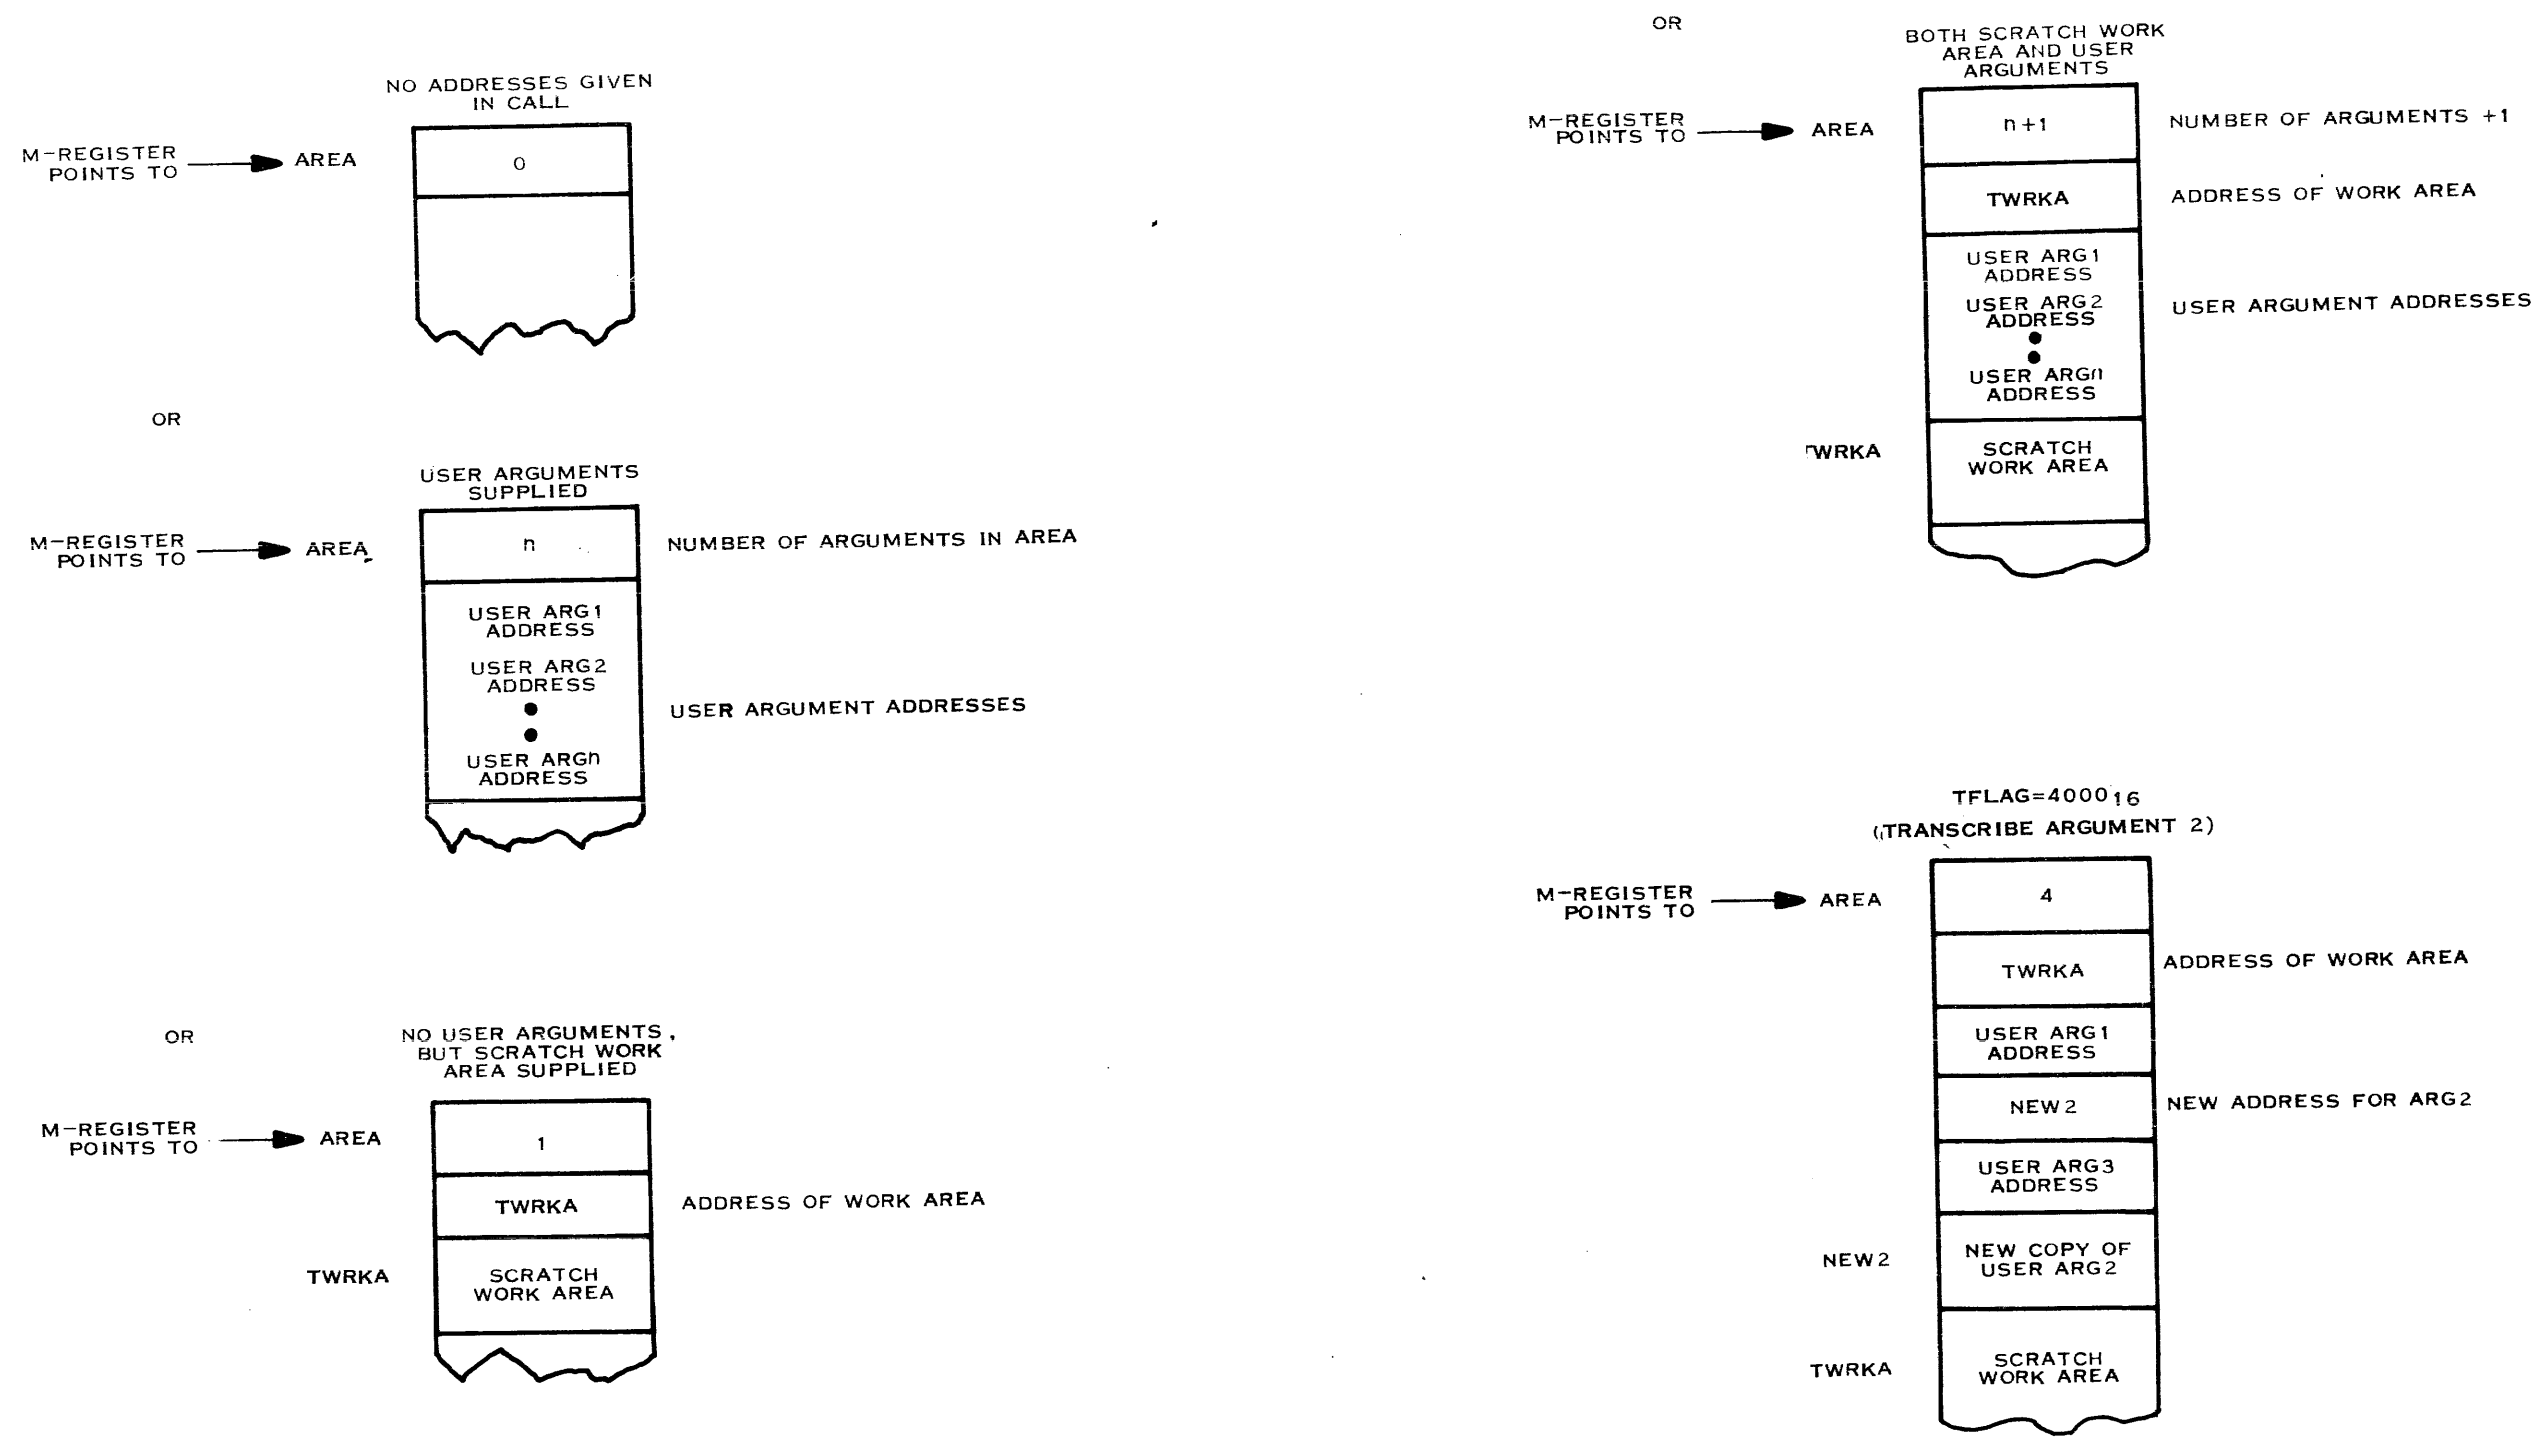 NO ADDRESSES GIVEN
IN CALL
M-REGISTER
POINTS TO
AREA
0
OR
USER ARGUMENTS
SUPPLIED
M-REGISTER
POINTS TO
AREA
n
NUMBER OF ARGUMENTS IN AREA
USER ARG1
ADDRESS
USER ARG2
ADDRESS
USER ARGn
ADDRESS
USER ARGUMENT ADDRESSES
OR
NO USER ARGUMENTS,
BUT SCRATCH WORK
AREA SUPPLIED
M-REGISTER
POINTS TO
AREA
1
TWRKA
ADDRESS OF WORK AREA
TWRKA
SCRATCH
WORK AREA
OR
BOTH SCRATCH WORK
AREA AND USER
ARGUMENTS
M-REGISTER
POINTS TO
AREA
n+1
NUMBER OF ARGUMENTS +1
TWRKA
ADDRESS OF WORK AREA
USER ARG1
ADDRESS
USER ARG2
ADDRESS
USER ARGn
ADDRESS
USER ARGUMENT ADDRESSES
TWRKA
SCRATCH
WORK AREA
TFLAG=4000₁₆
(TRANSCRIBE ARGUMENT 2)
M-REGISTER
POINTS TO
AREA
4
TWRKA
ADDRESS OF WORK AREA
USER ARG1
ADDRESS
NEW2
NEW ADDRESS FOR ARG2
USER ARG3
ADDRESS
NEW2
NEW COPY OF
USER ARG2
TWRKA
SCRATCH
WORK AREA